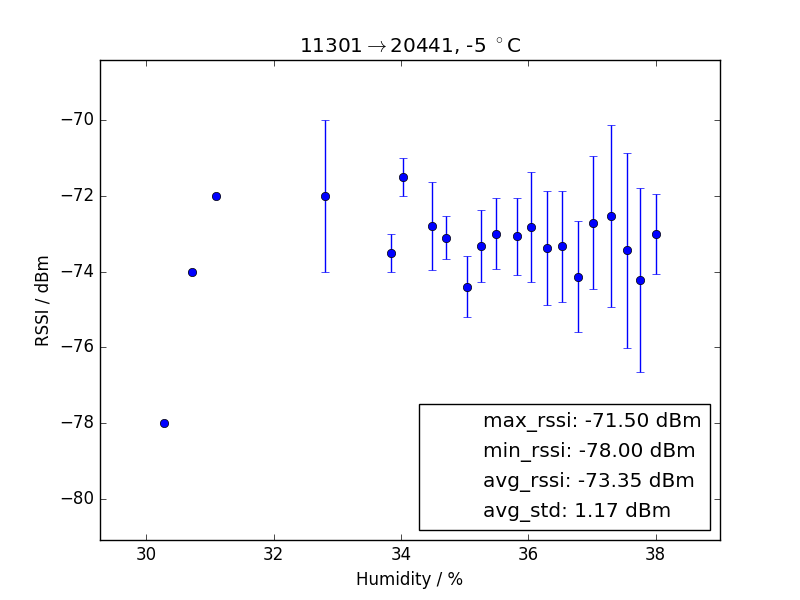 11301→20441, -5 °C
RSSI / dBm
−70
−72
−74
−76
−78
−80
max_rssi: -71.50 dBm
min_rssi: -78.00 dBm
avg_rssi: -73.35 dBm
avg_std: 1.17 dBm
30 32 34 36 38
Humidity / %